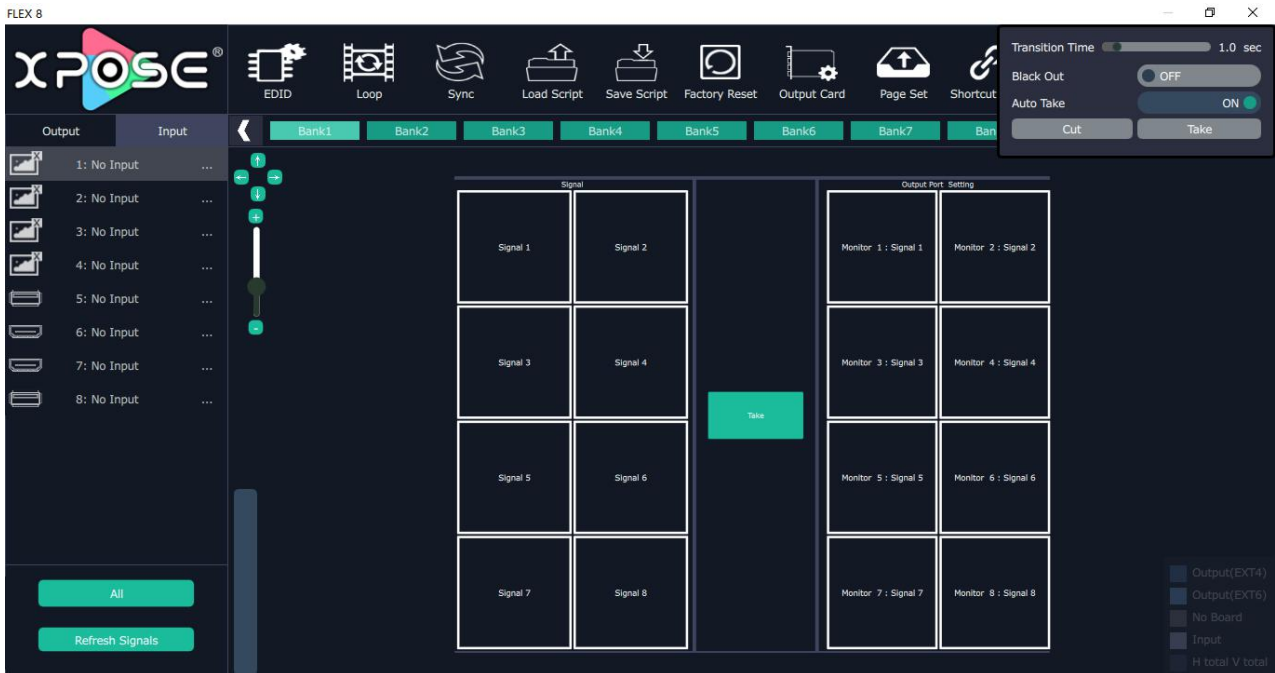 FLEX 8
XPOSE®
EDID
Loop
Sync
Load Script
Save Script
Factory Reset
Output Card
Page Set
Shortcut
Transition Time 1.0 sec
Black Out OFF
Auto Take ON
Cut Take
Output Input
Bank1 Bank2 Bank3 Bank4 Bank5 Bank6 Bank7 Ban
1: No Input ...
2: No Input ...
3: No Input ...
4: No Input ...
5: No Input ...
6: No Input ...
7: No Input ...
8: No Input ...
All
Refresh Signals
+
-
Signal
Signal 1 Signal 2
Signal 3 Signal 4
Signal 5 Signal 6
Signal 7 Signal 8
Take
Output Port Setting
Monitor 1 : Signal 1 Monitor 2 : Signal 2
Monitor 3 : Signal 3 Monitor 4 : Signal 4
Monitor 5 : Signal 5 Monitor 6 : Signal 6
Monitor 7 : Signal 7 Monitor 8 : Signal 8
Output(EXT4)
Output(EXT6)
No Board
Input
H total V total